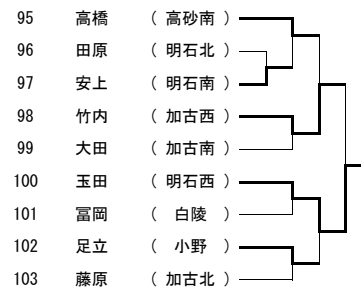 95 高橋 （ 高砂南 ）
96 田原 （ 明石北 ）
97 安上 （ 明石南 ）
98 竹内 （ 加古西 ）
99 大田 （ 加古南 ）
100 玉田 （ 明石西 ）
101 冨岡 （ 白陵 ）
102 足立 （ 小野 ）
103 藤原 （ 加古北 ）